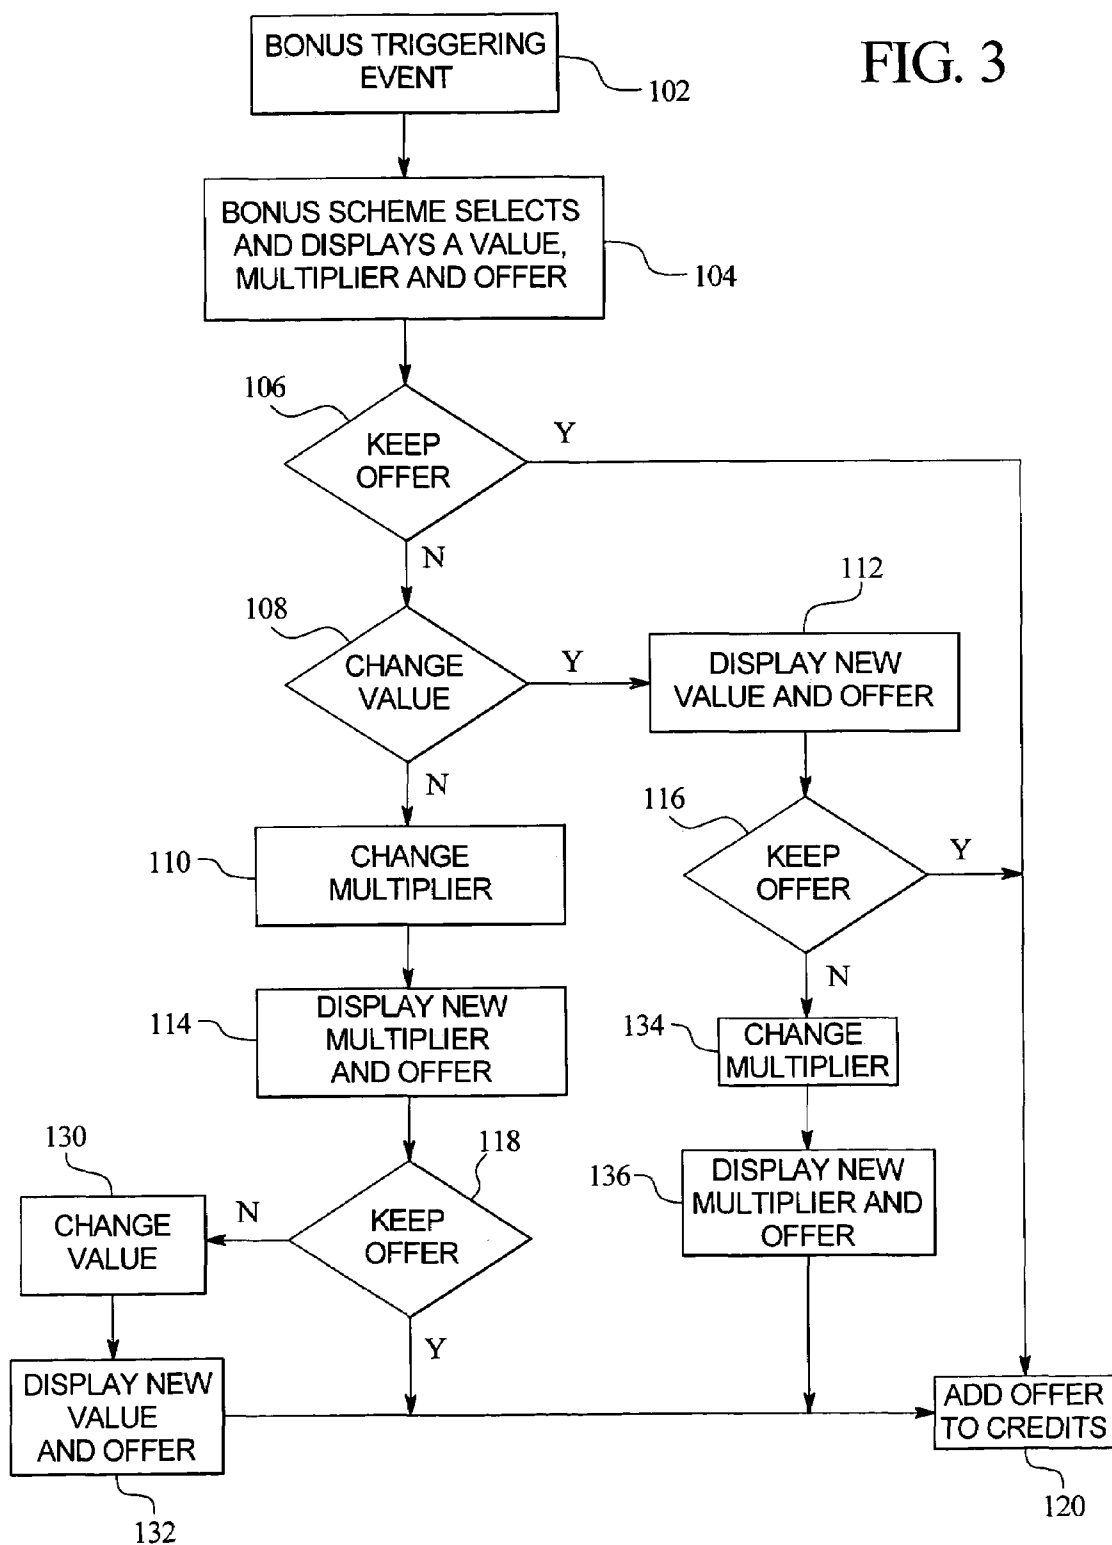 FIG. 3
BONUS TRIGGERING
EVENT
102
BONUS SCHEME SELECTS
AND DISPLAYS A VALUE,
MULTIPLIER AND OFFER
104
106
KEEP
OFFER
Y
N
108
CHANGE
VALUE
Y
N
112
DISPLAY NEW
VALUE AND OFFER
116
KEEP
OFFER
Y
N
110
CHANGE
MULTIPLIER
114
DISPLAY NEW
MULTIPLIER
AND OFFER
134
CHANGE
MULTIPLIER
118
KEEP
OFFER
N
Y
136
DISPLAY NEW
MULTIPLIER AND
OFFER
130
CHANGE
VALUE
DISPLAY NEW
VALUE
AND OFFER
132
ADD OFFER
TO CREDITS
120